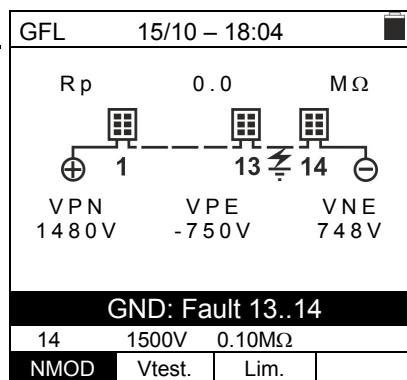 GFL 15/10 – 18:04
Rp 0.0 MΩ
1 13 14
VPN VPE VNE
1480V -750V 748V
GND: Fault 13..14
14 1500V 0.10MΩ
NMOD Vtest. Lim.